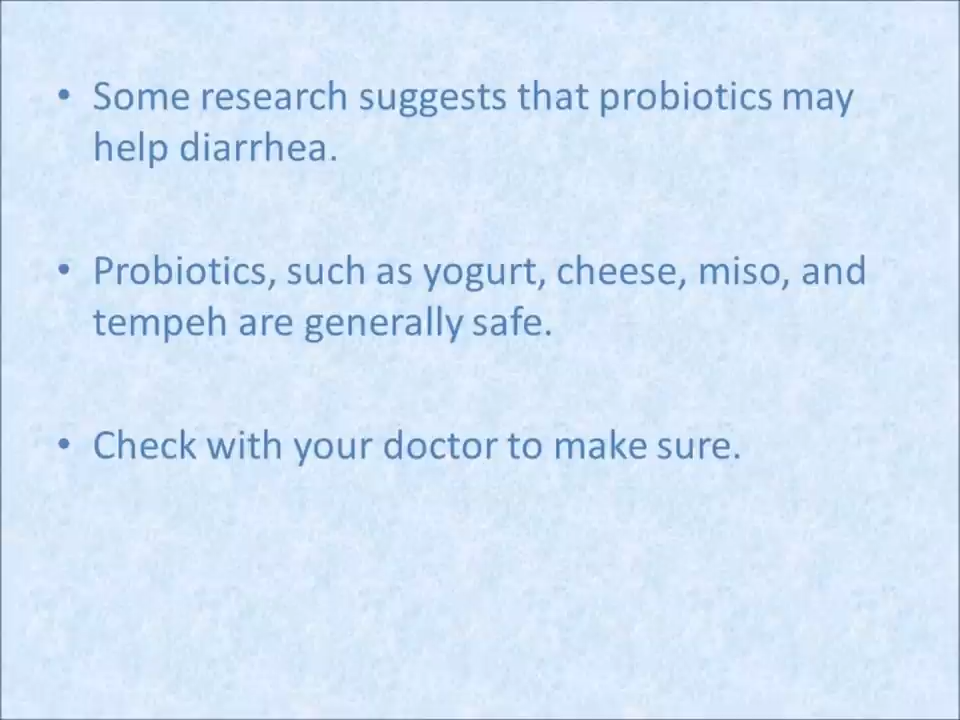 • Some research suggests that probiotics may
help diarrhea.
• Probiotics, such as yogurt, cheese, miso, and
tempeh are generally safe.
• Check with your doctor to make sure.